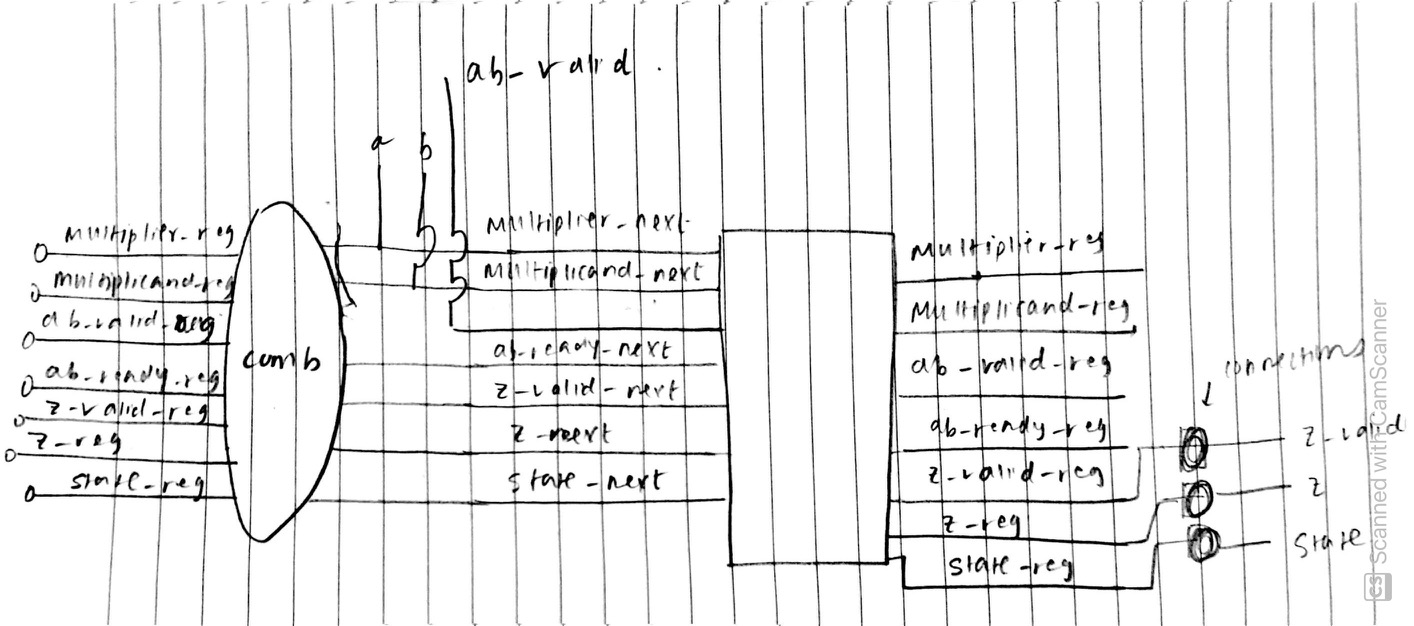 ab-valid.
a b
multiplier-reg
multiplicand-reg
ab-valid-reg
ab-ready-reg
z-valid-reg
z-reg
state-reg
comb
multiplier-next
multiplicand-next
ab-ready-next
z-valid-next
z-next
state-next
multiplier-reg
multiplicand-reg
ab-valid-reg
ab-ready-reg
z-valid-reg
z-reg
state-reg
connections
z-valid
z
state
CS Scanned with CamScanner